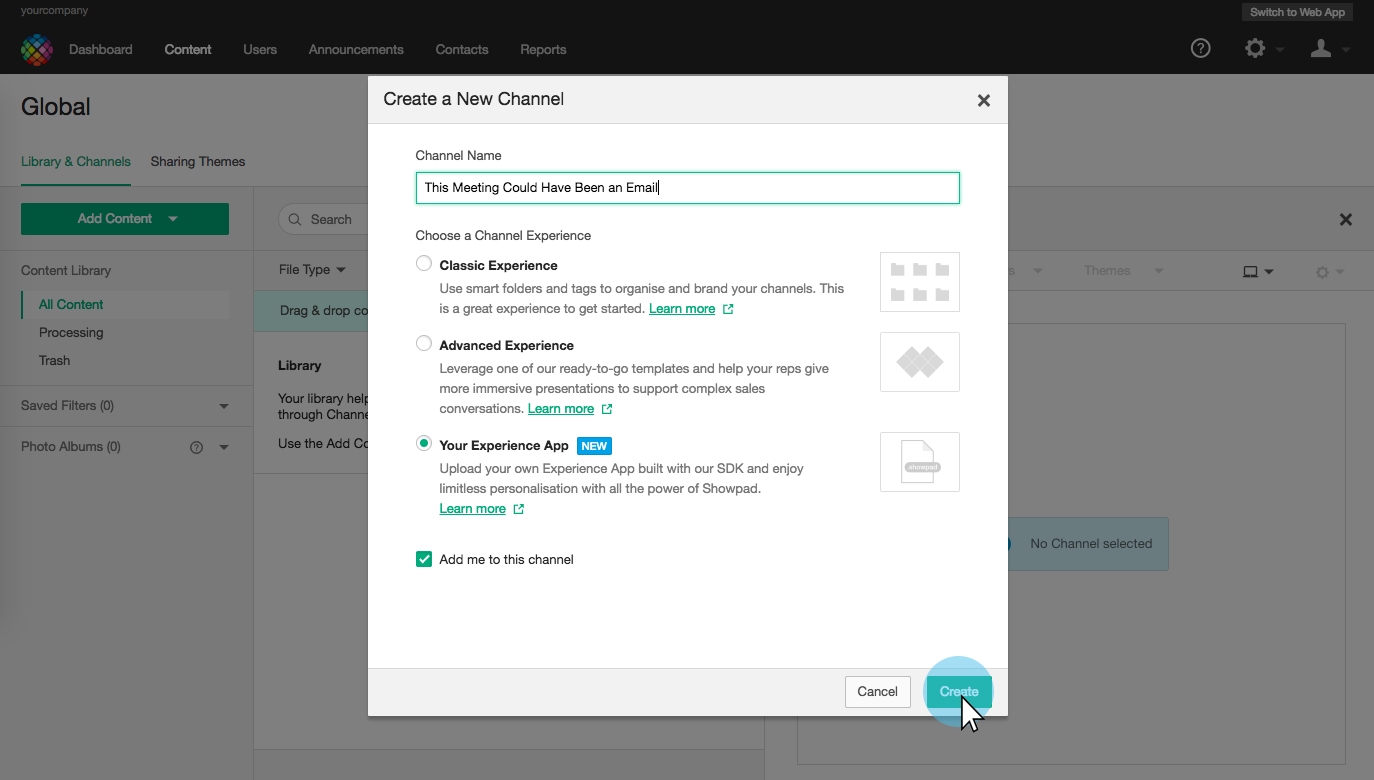 yourcompany
Switch to Web App
Dashboard
Content
Users
Announcements
Contacts
Reports
Global
Library & Channels
Sharing Themes
Add Content
Search
Content Library
All Content
Processing
Trash
Saved Filters (0)
Photo Albums (0)
File Type
Drag & drop co
Library
Your library help
through Channe
Use the Add Co
Themes
No Channel selected
Create a New Channel
Channel Name
This Meeting Could Have Been an Email
Choose a Channel Experience
Classic Experience
Use smart folders and tags to organise and brand your channels. This
is a great experience to get started. Learn more
Advanced Experience
Leverage one of our ready-to-go templates and help your reps give
more immersive presentations to support complex sales
conversations. Learn more
Your Experience App NEW
Upload your own Experience App built with our SDK and enjoy
limitless personalisation with all the power of Showpad.
Learn more
showpad
Add me to this channel
Cancel
Create